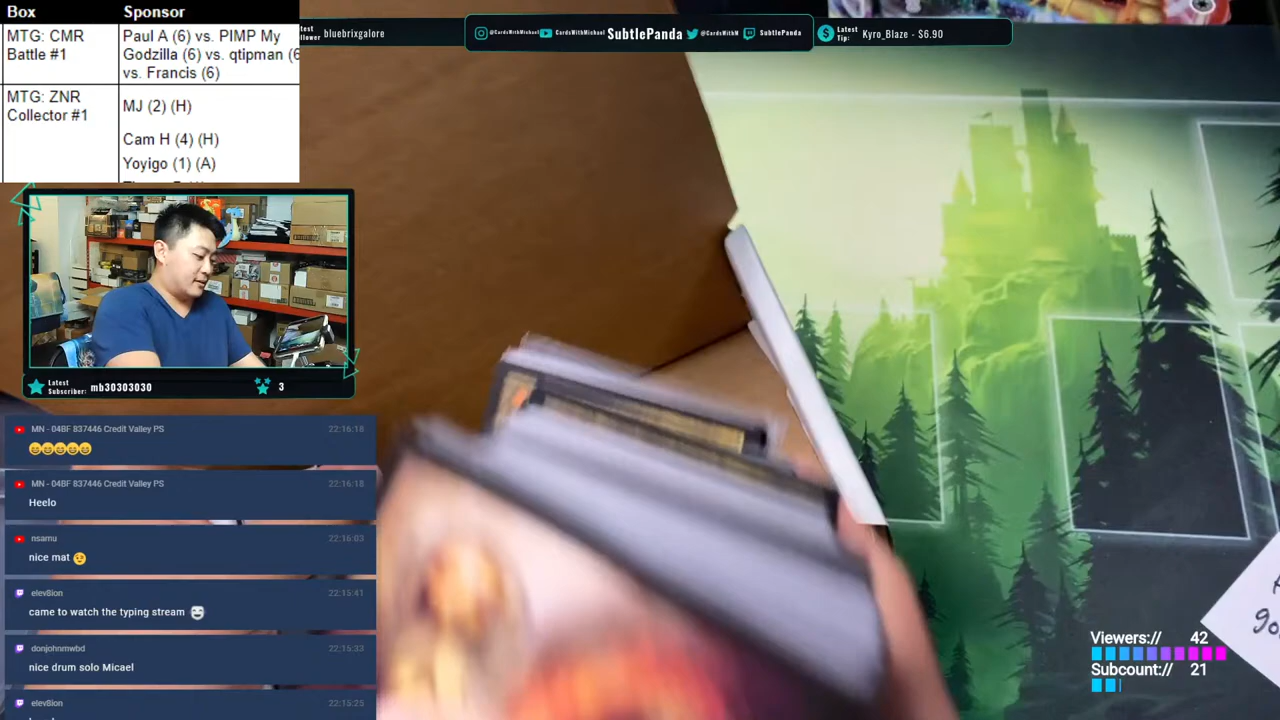 Box Sponsor
MTG: CMR
Battle #1
Paul A (6) vs. PIMP My
Godzilla (6) vs. qtipman (6
vs. Francis (6)
MTG: ZNR
Collector #1
MJ (2) (H)
Cam H (4) (H)
Yoyigo (1) (A)
Latest
bluebrixgalore
@CardsWithMichael
CardsWithMichael
SubtlePanda
@CardsWithM
SubtlePanda
Latest
Tip:
Kyro_Blaze - $6.90
Latest
Subscriber:
mb30303030
3
MN - 04BF 837446 Credit Valley PS 22:16:18
😆😆😆😆😆
MN - 04BF 837446 Credit Valley PS 22:16:18
Heelo
nsamu 22:16:03
nice mat 😉
elev8ion 22:15:41
came to watch the typing stream
donjohnmwbd 22:15:33
nice drum solo Micael
elev8ion 22:15:25
Viewers:// 42
Subcount:// 21